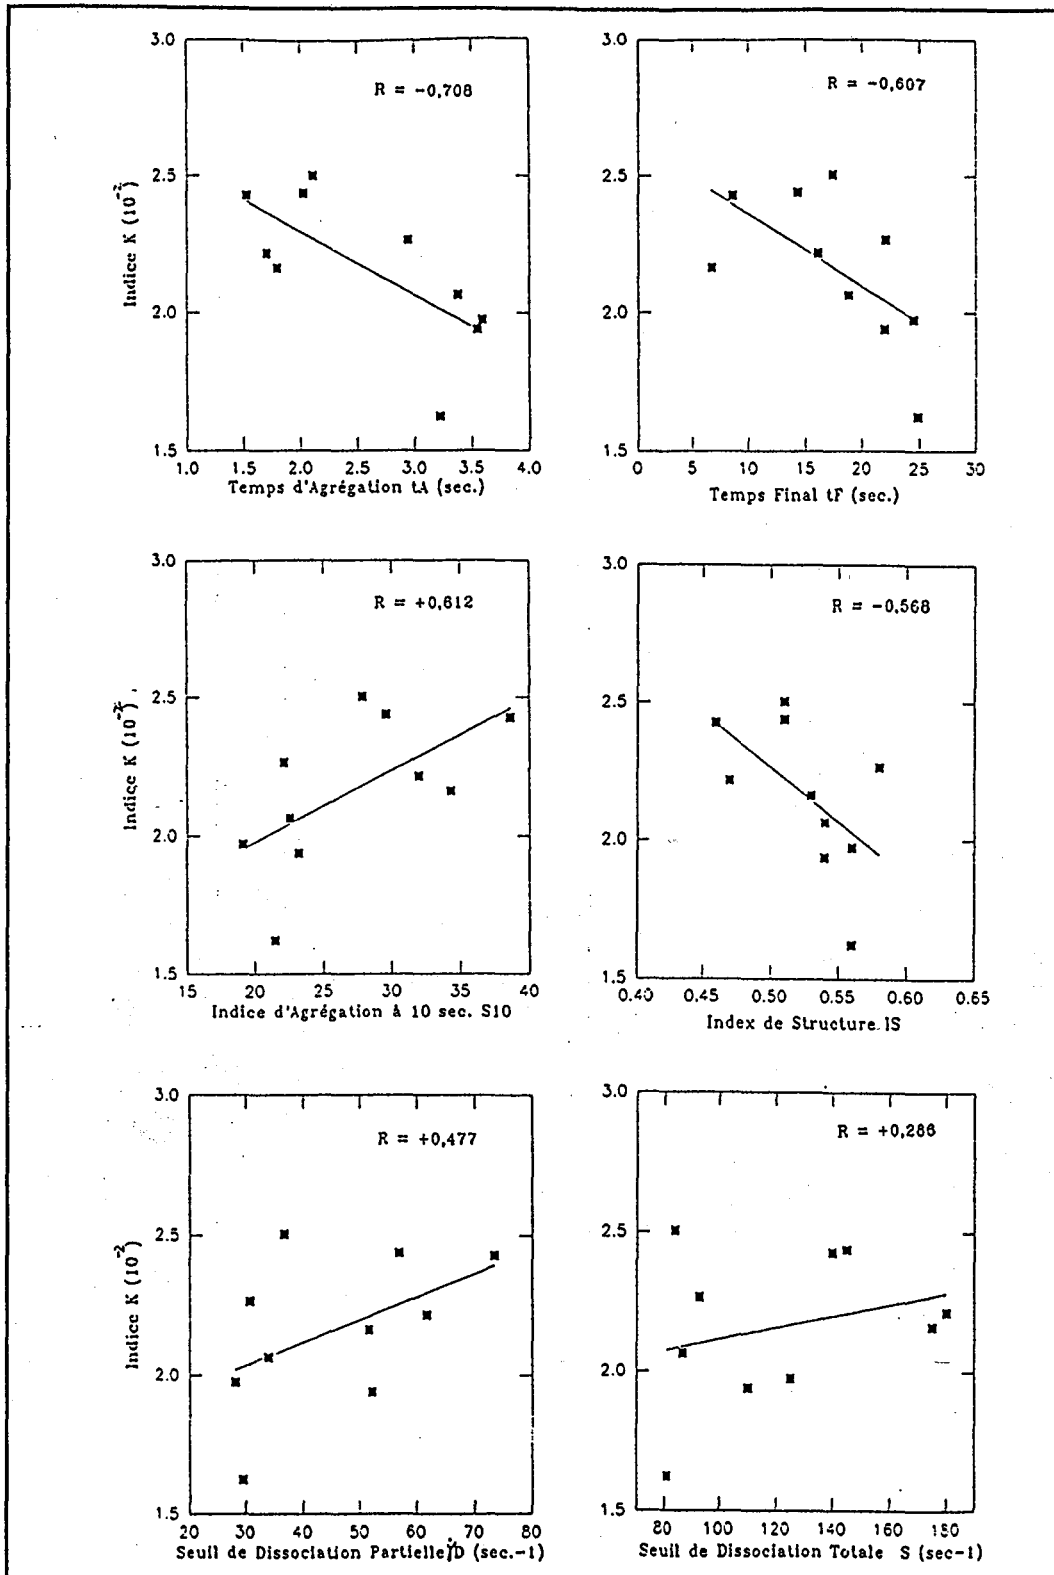 3.0
R = -0,708
2.5
Indice K (10-2)
2.0
1.5
1.0 1.5 2.0 2.5 3.0 3.5 4.0
Temps d'Agrégation tA (sec.)
3.0
R = -0,607
2.5
2.0
1.5
0 5 10 15 20 25 30
Temps Final tF (sec.)
3.0
R = +0,612
2.5
Indice K (10-2)
2.0
1.5
15 20 25 30 35 40
Indice d'Agrégation à 10 sec. S10
3.0
R = -0,568
2.5
2.0
1.5
0.40 0.45 0.50 0.55 0.60 0.65
Index de Structure IS
3.0
R = +0,477
2.5
Indice K (10-2)
2.0
1.5
20 30 40 50 60 70 80
Seuil de Dissociation Partielle γD (sec.-1)
3.0
R = +0,286
2.5
2.0
1.5
80 100 120 140 160 180
Seuil de Dissociation Totale S (sec-1)